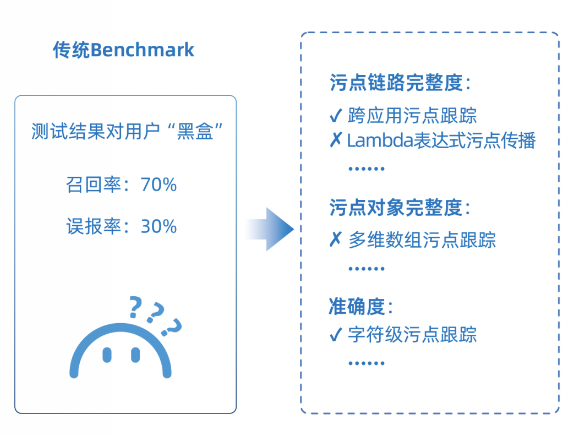 传统Benchmark
测试结果对用户“黑盒”
召回率：70%
误报率：30%
? ? ?
污点链路完整度：
✓ 跨应用污点跟踪
✗ Lambda表达式污点传播
……
污点对象完整度：
✗ 多维数组污点跟踪
……
准确度：
✓ 字符级污点跟踪
……